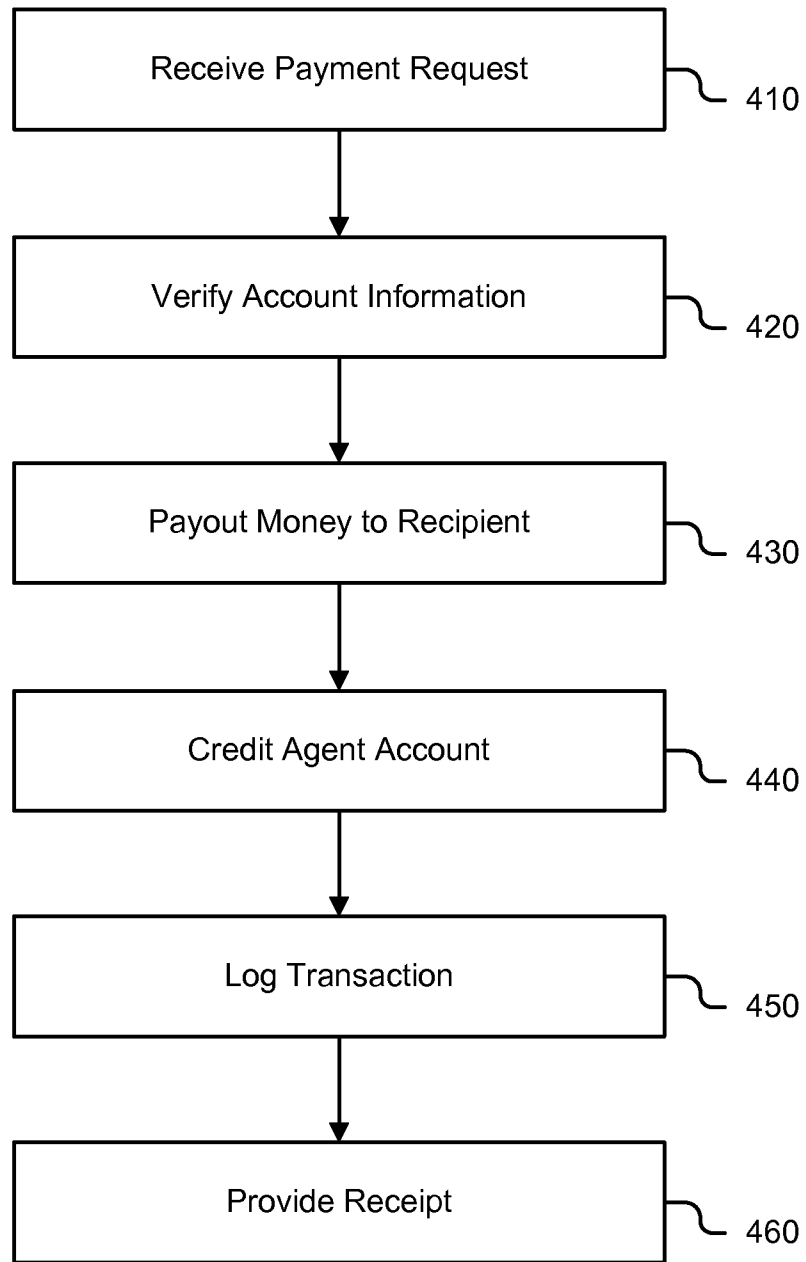 Receive Payment Request
410
Verify Account Information
420
Payout Money to Recipient
430
Credit Agent Account
440
Log Transaction
450
Provide Receipt
460